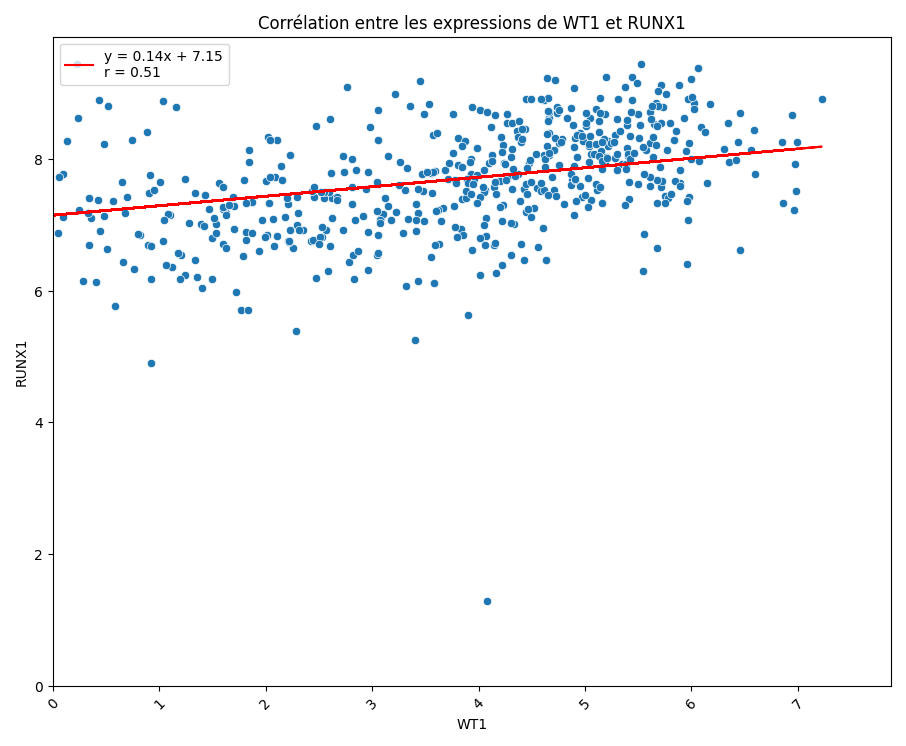 Corrélation entre les expressions de WT1 et RUNX1
y = 0.14x + 7.15
r = 0.51
8
6
4
2
0
RUNX1
0 1 2 3 4 5 6 7
WT1